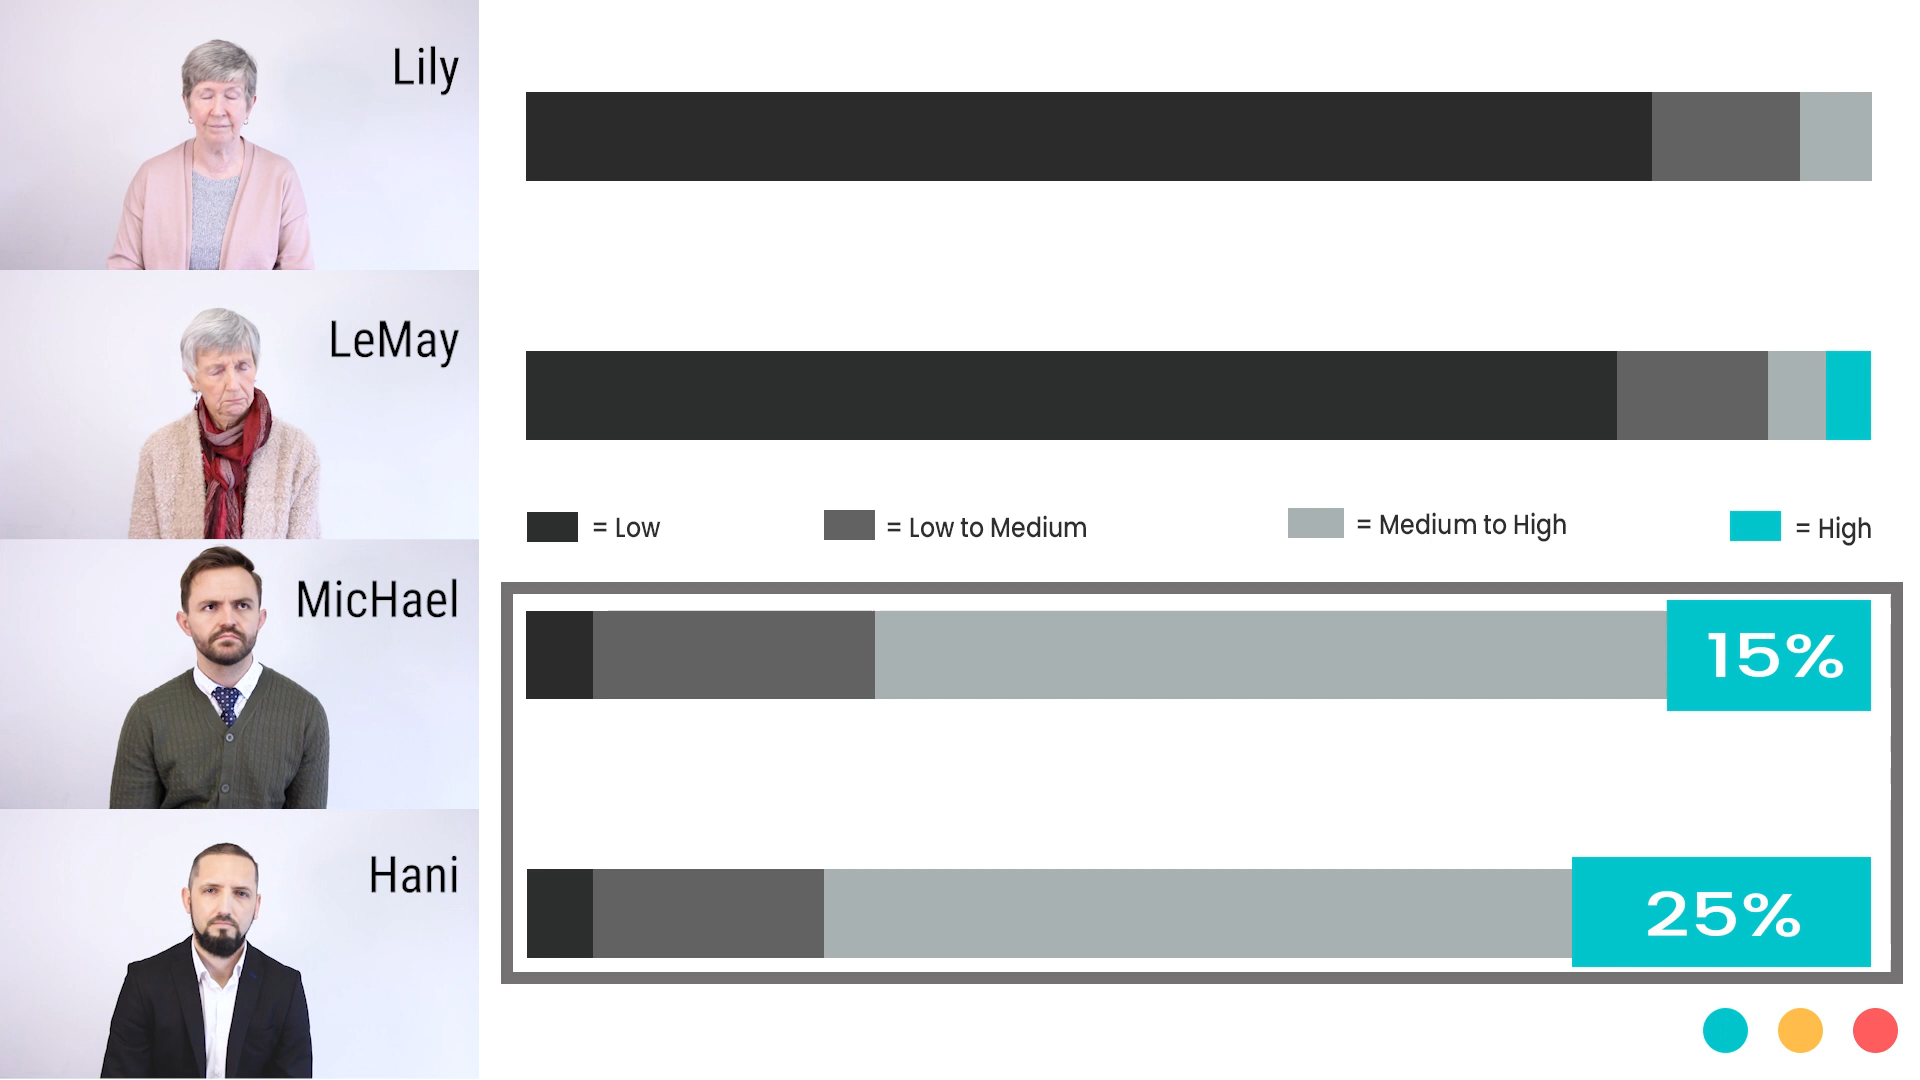 Lily
LeMay
= Low
= Low to Medium
= Medium to High
= High
MicHael
15%
Hani
25%